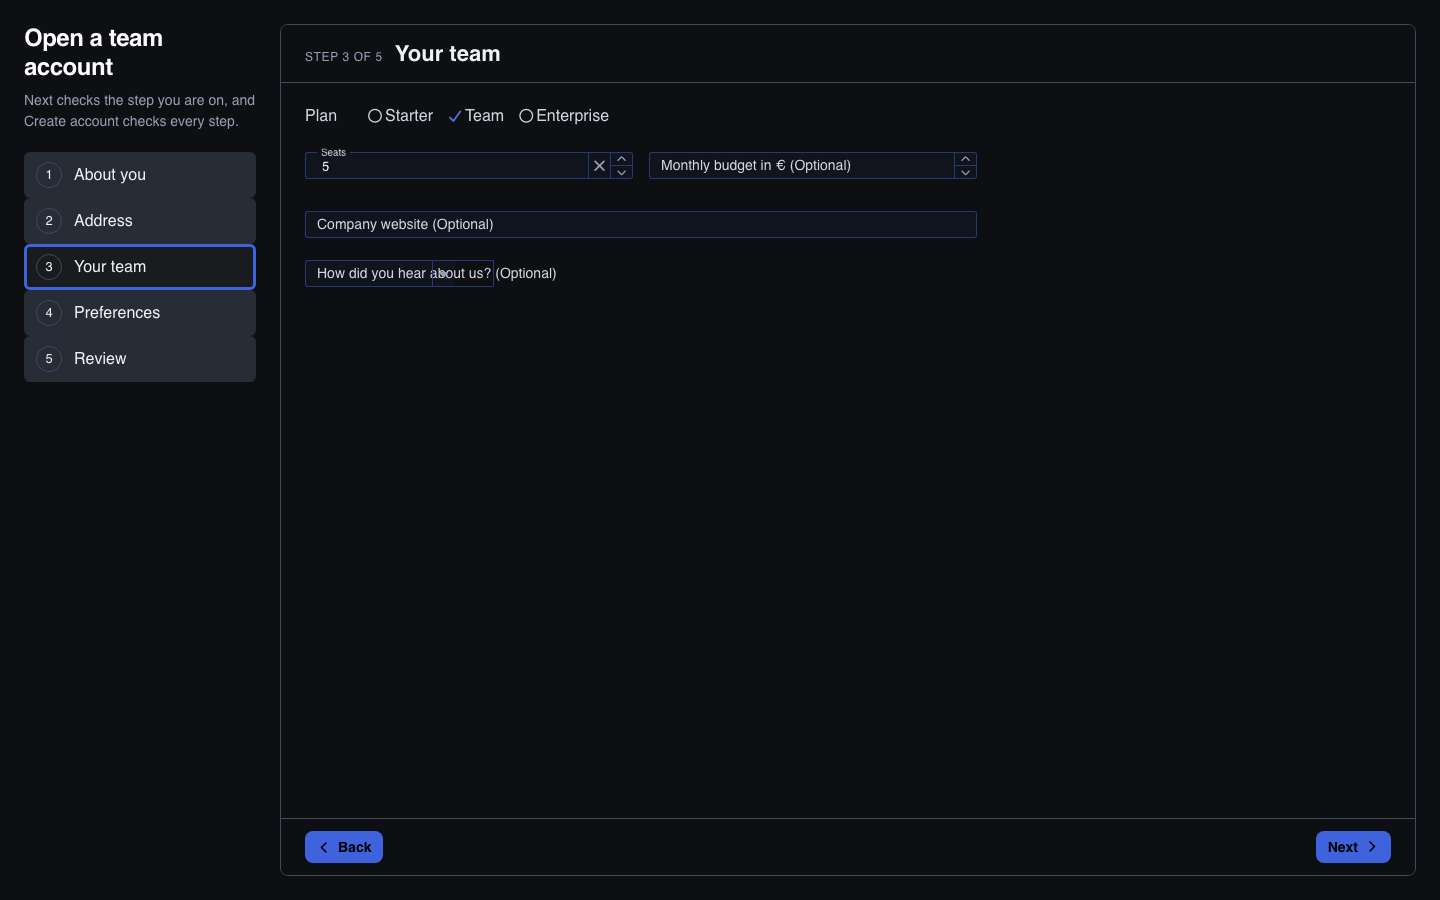 Open a team
account
Next checks the step you are on, and
Create account checks every step.
1 About you
2 Address
3 Your team
4 Preferences
5 Review
STEP 3 OF 5 Your team
Plan Starter Team Enterprise
Seats
5
Monthly budget in € (Optional)
Company website (Optional)
How did you hear about us? (Optional)
Back
Next